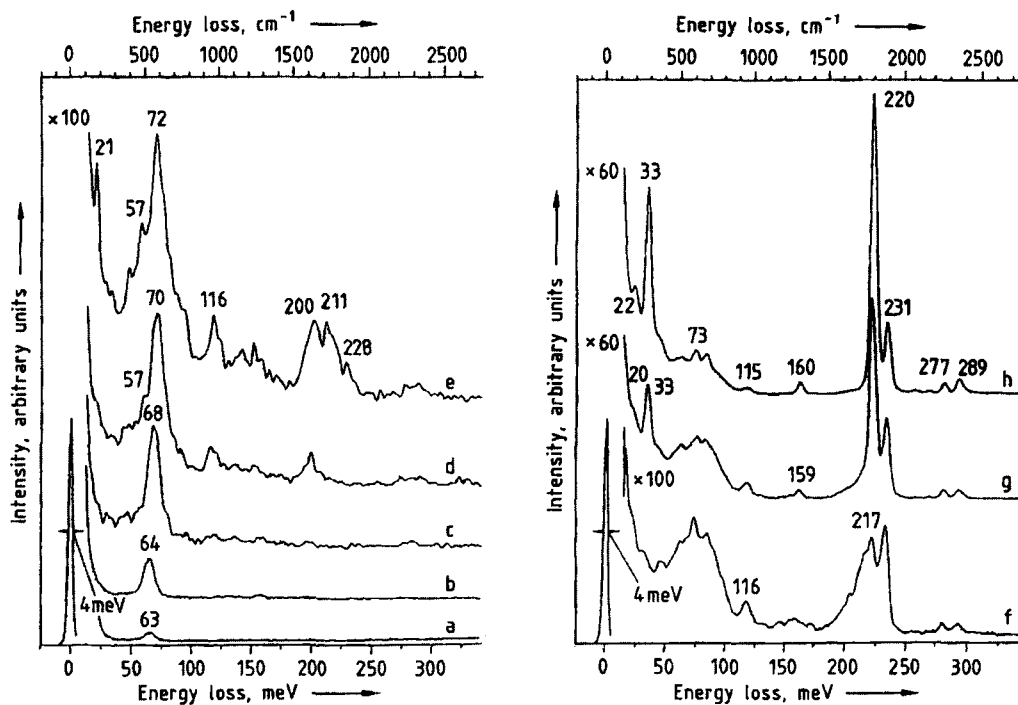 Energy loss, cm⁻¹
0 500 1000 1500 2000 2500
×100
21
72
57
116
200
211
228
e
70
57
d
68
c
64
b
4meV
63
a
Intensity, arbitrary units
0 50 100 150 200 250 300
Energy loss, meV
Energy loss, cm⁻¹
0 500 1000 1500 2000 2500
220
×60
33
22
73
115
160
231
277
289
h
×60
20
33
159
g
×100
217
116
4meV
f
Intensity, arbitrary units
0 50 100 150 200 250 300
Energy loss, meV